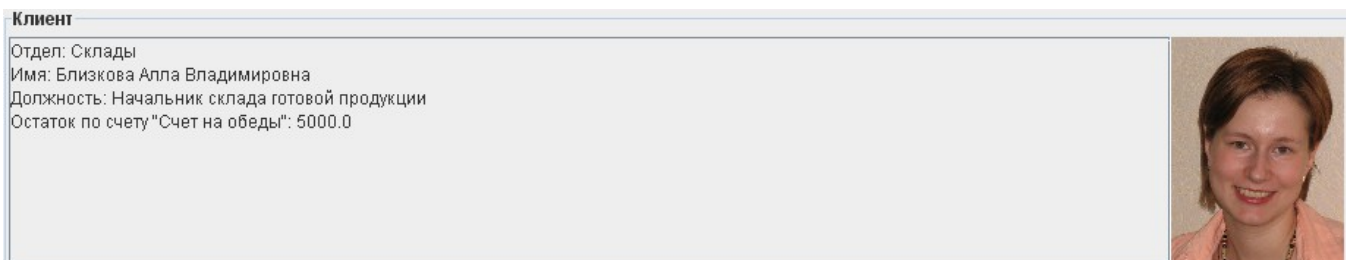 Клиент
Отдел: Склады
Имя: Близкова Алла Владимировна
Должность: Начальник склада готовой продукции
Остаток по счету "Счет на обеды": 5000.0